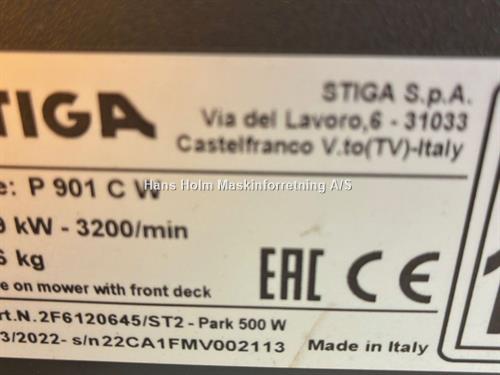 STIGA S.p.A.
TIGA Via del Lavoro,6 - 31033
Castelfranco V.to(TV)-Italy
e: P 901 C W
Hans Holm Maskinforretning A/S
9 kW - 3200/min
kg
EAC CE
e on mower with front deck
rt.N.2F6120645/ST2 - Park 500 W
3/2022- s/n22CA1FMV002113 Made in Italy